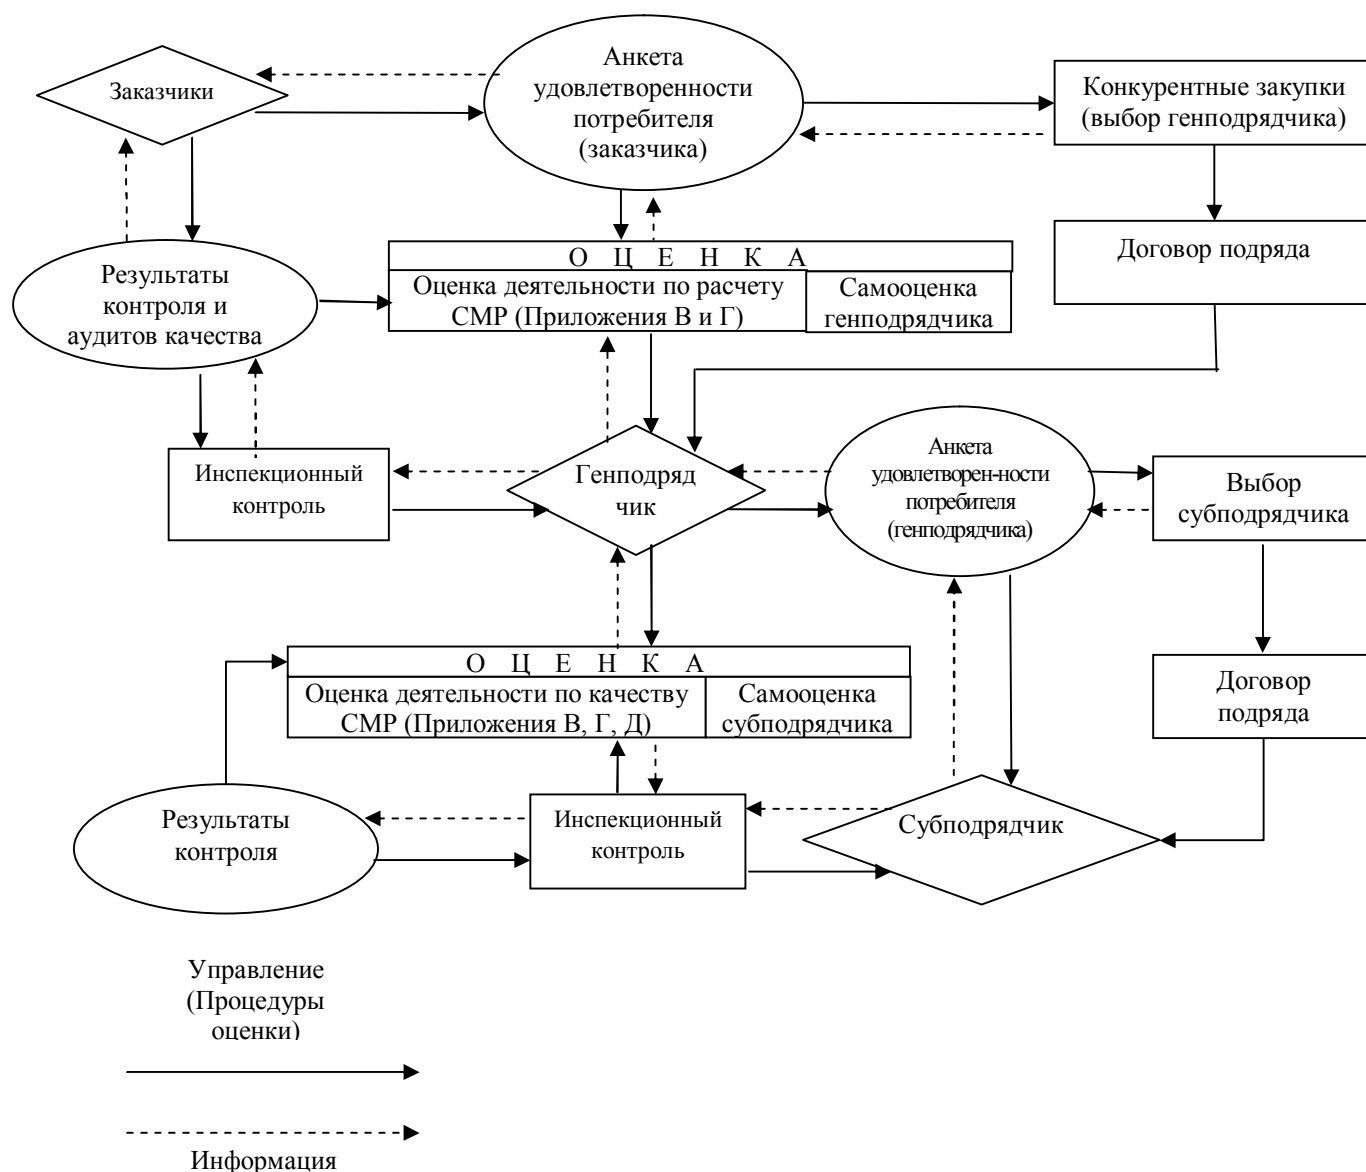 Заказчики
Анкета
удовлетворенности
потребителя
(заказчика)
Конкурентные закупки
(выбор генподрядчика)
Договор подряда
Результаты
контроля и
аудитов качества
О Ц Е Н К А
Оценка деятельности по расчету
СМР (Приложения В и Г)
Самооценка
генподрядчика
Инспекционный
контроль
Генподряд
чик
Анкета
удовлетворен-ности
потребителя
(генподрядчика)
Выбор
субподрядчика
О Ц Е Н К А
Оценка деятельности по качеству
СМР (Приложения В, Г, Д)
Самооценка
субподрядчика
Договор
подряда
Результаты
контроля
Инспекционный
контроль
Субподрядчик
Управление
(Процедуры
оценки)
Информация